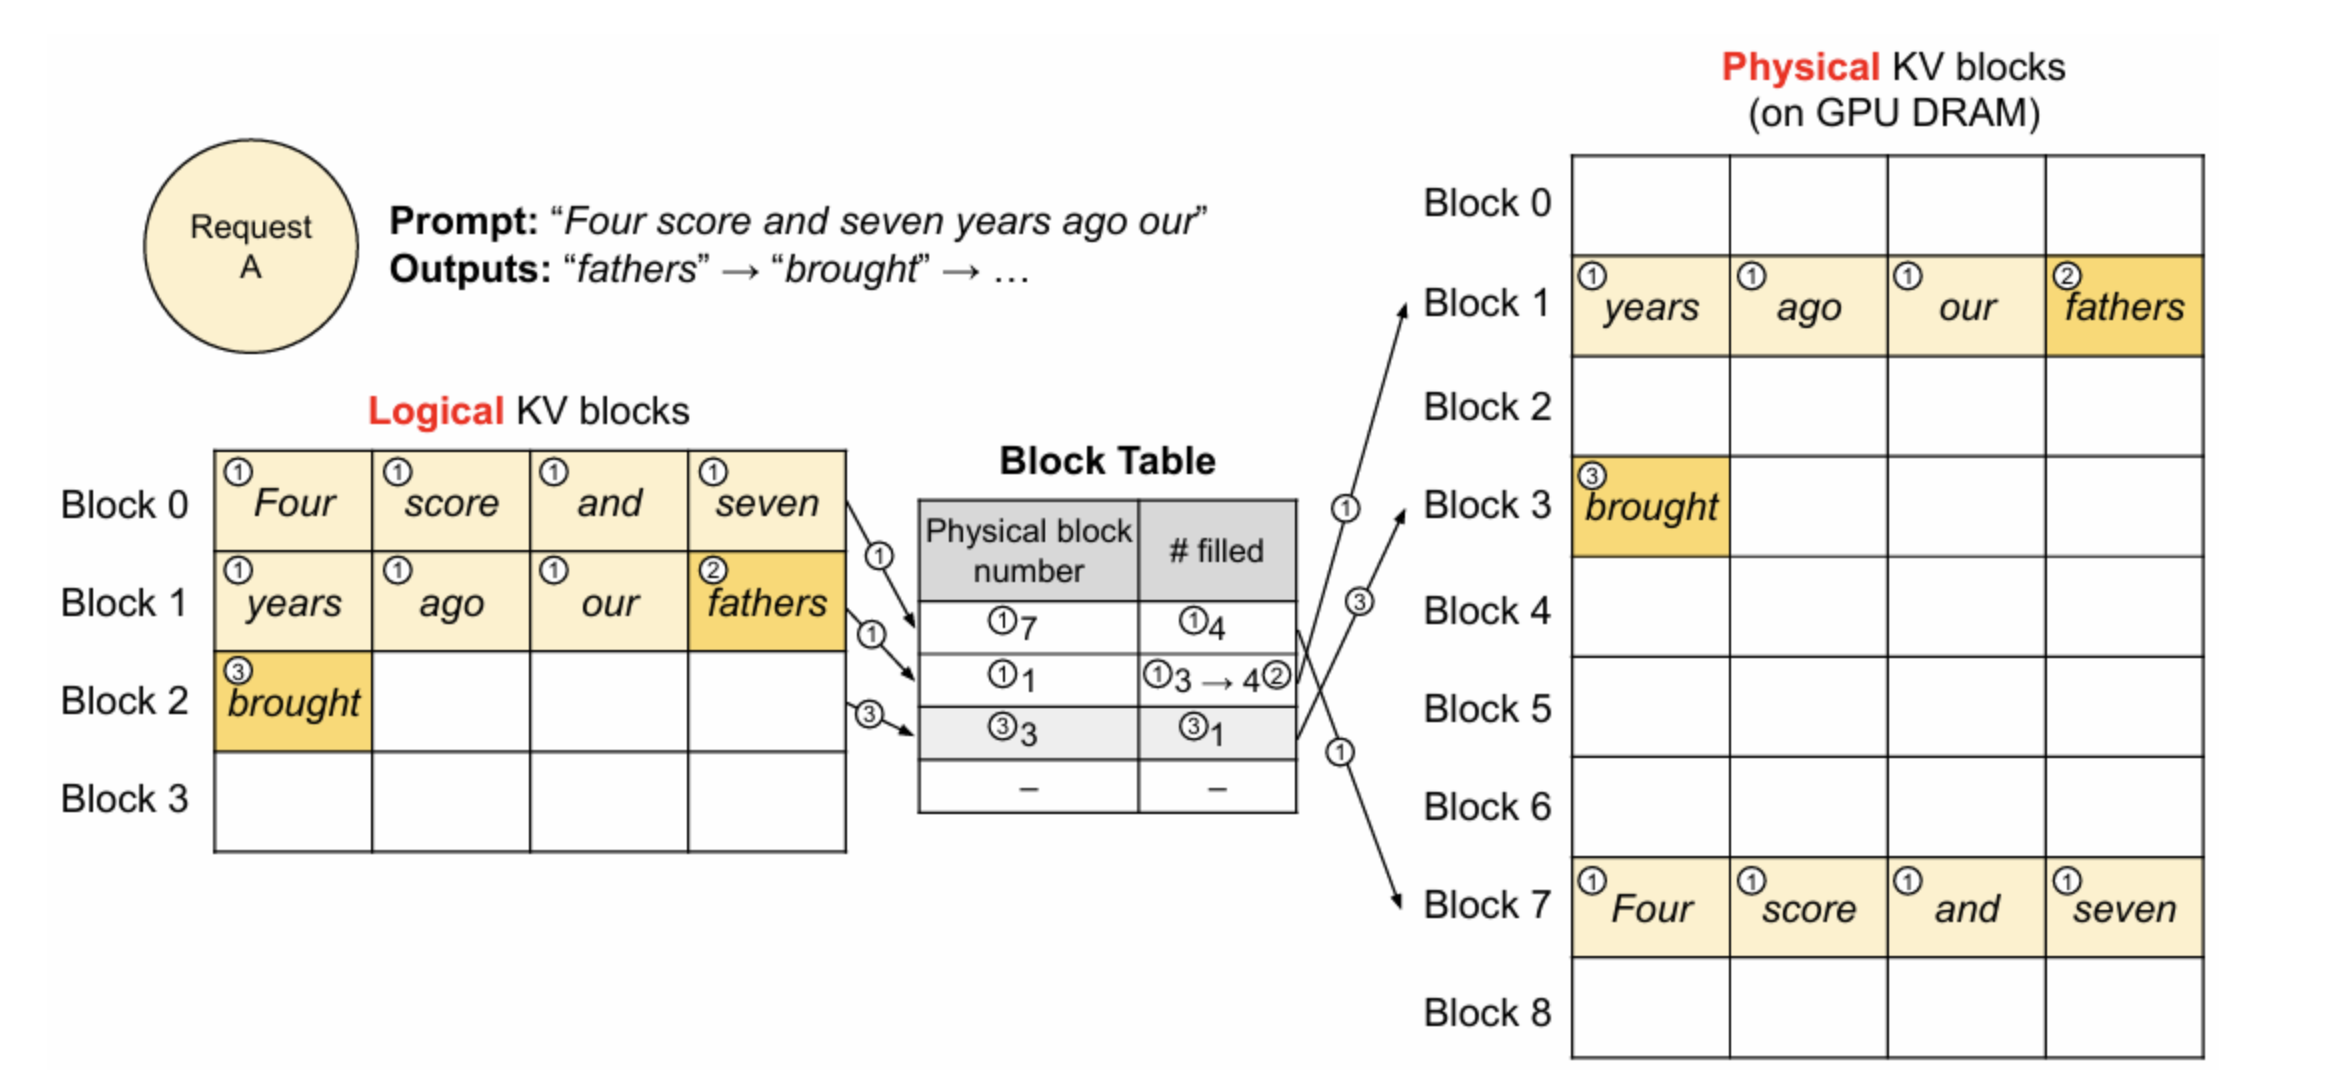 Physical KV blocks
(on GPU DRAM)
Request
A
Prompt: “Four score and seven years ago our”
Outputs: “fathers” → “brought” → …
Logical KV blocks
Block 0 ① Four ① score ① and ① seven
Block 1 ① years ① ago ① our ② fathers
Block 2 ③ brought
Block 3
① ① ③
Block Table
Physical block number # filled
①7 ①4
①1 ①3 → 4②
③3 ③1
– –
① ③ ①
Block 0
Block 1 ① years ① ago ① our ② fathers
Block 2
Block 3 ③ brought
Block 4
Block 5
Block 6
Block 7 ① Four ① score ① and ① seven
Block 8